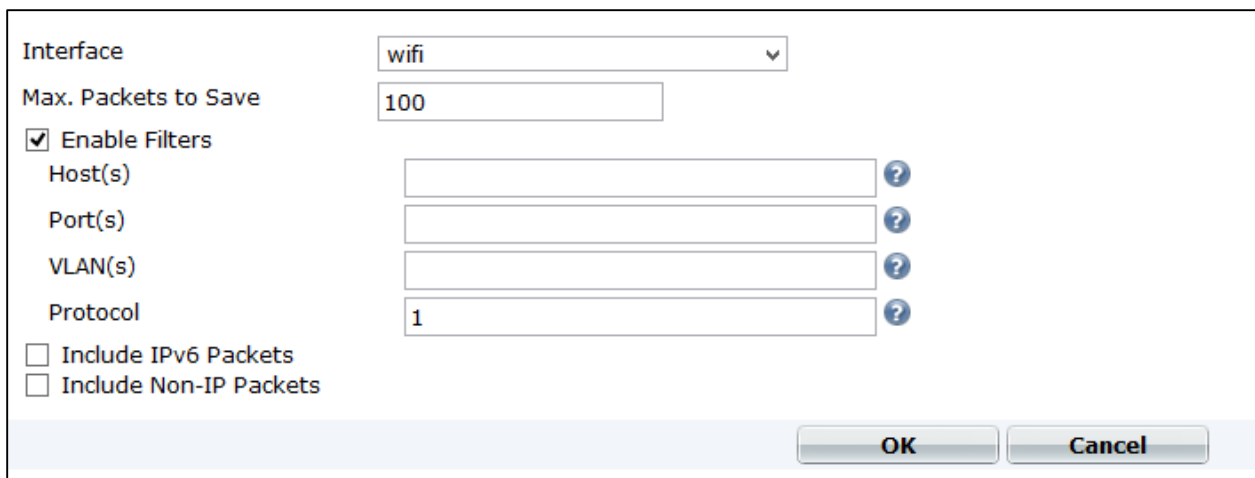 Interface wifi
Max. Packets to Save 100
Enable Filters
Host(s) ?
Port(s) ?
VLAN(s) ?
Protocol 1 ?
Include IPv6 Packets
Include Non-IP Packets
OK Cancel